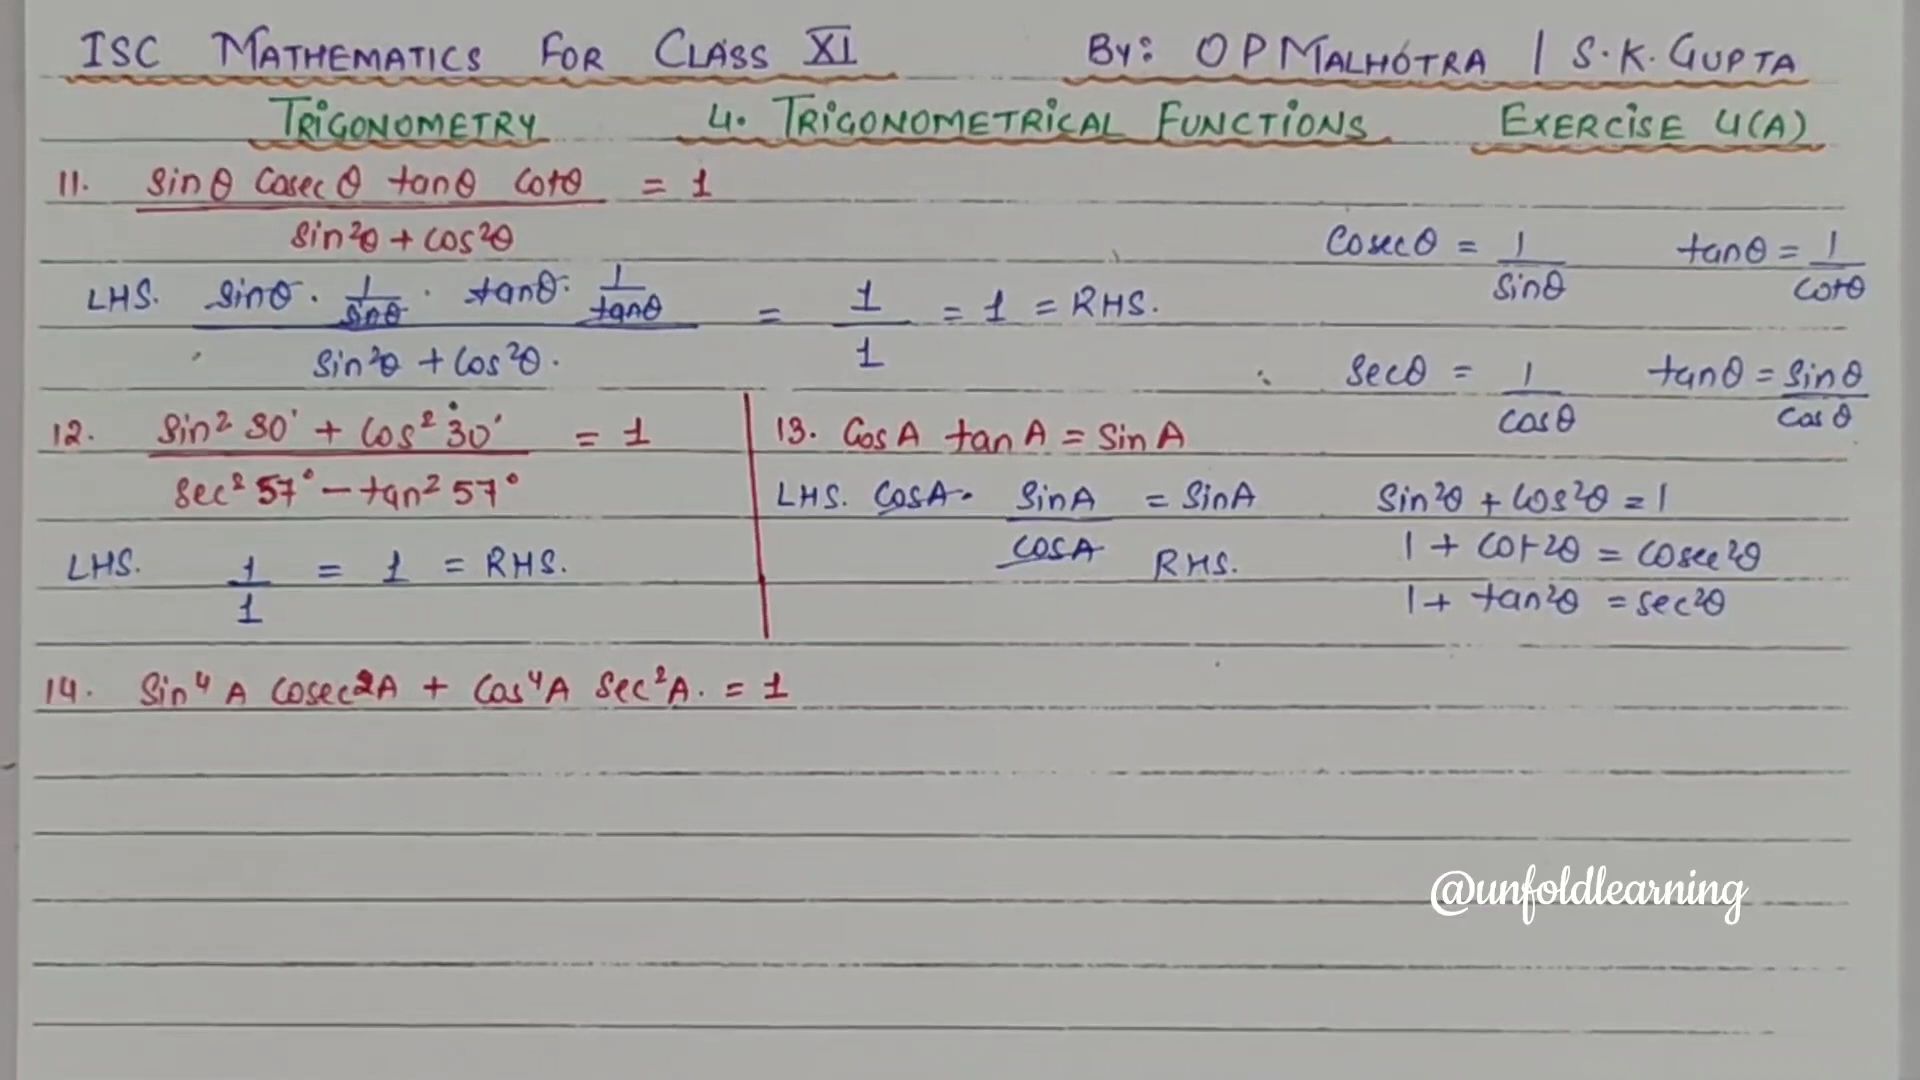 ISC MATHEMATICS FOR CLASS XI By: O P MALHOTRA | S.K. GUPTA
TRIGONOMETRY 4. TRIGONOMETRICAL FUNCTIONS EXERCISE 4(A)
11. sinθ cosecθ tanθ cotθ = 1
sin²θ + cos²θ
cosecθ = 1/sinθ tanθ = 1/cotθ
LHS. sinθ · 1/sinθ · tanθ · 1/tanθ = 1/1 = 1 = RHS.
sin²θ + cos²θ.
secθ = 1/cosθ tanθ = sinθ/cosθ
12. sin² 30' + cos² 30' = 1
sec² 57° – tan² 57°
LHS. 1/1 = 1 = RHS.
13. CosA tanA = sinA
LHS. cosA · sinA/cosA = sinA
RHS.
sin²θ + cos²θ = 1
1 + cot²θ = cosec²θ
1 + tan²θ = sec²θ
14. Sin⁴ A cosec²A + cos⁴A sec²A. = 1
@unfoldlearning